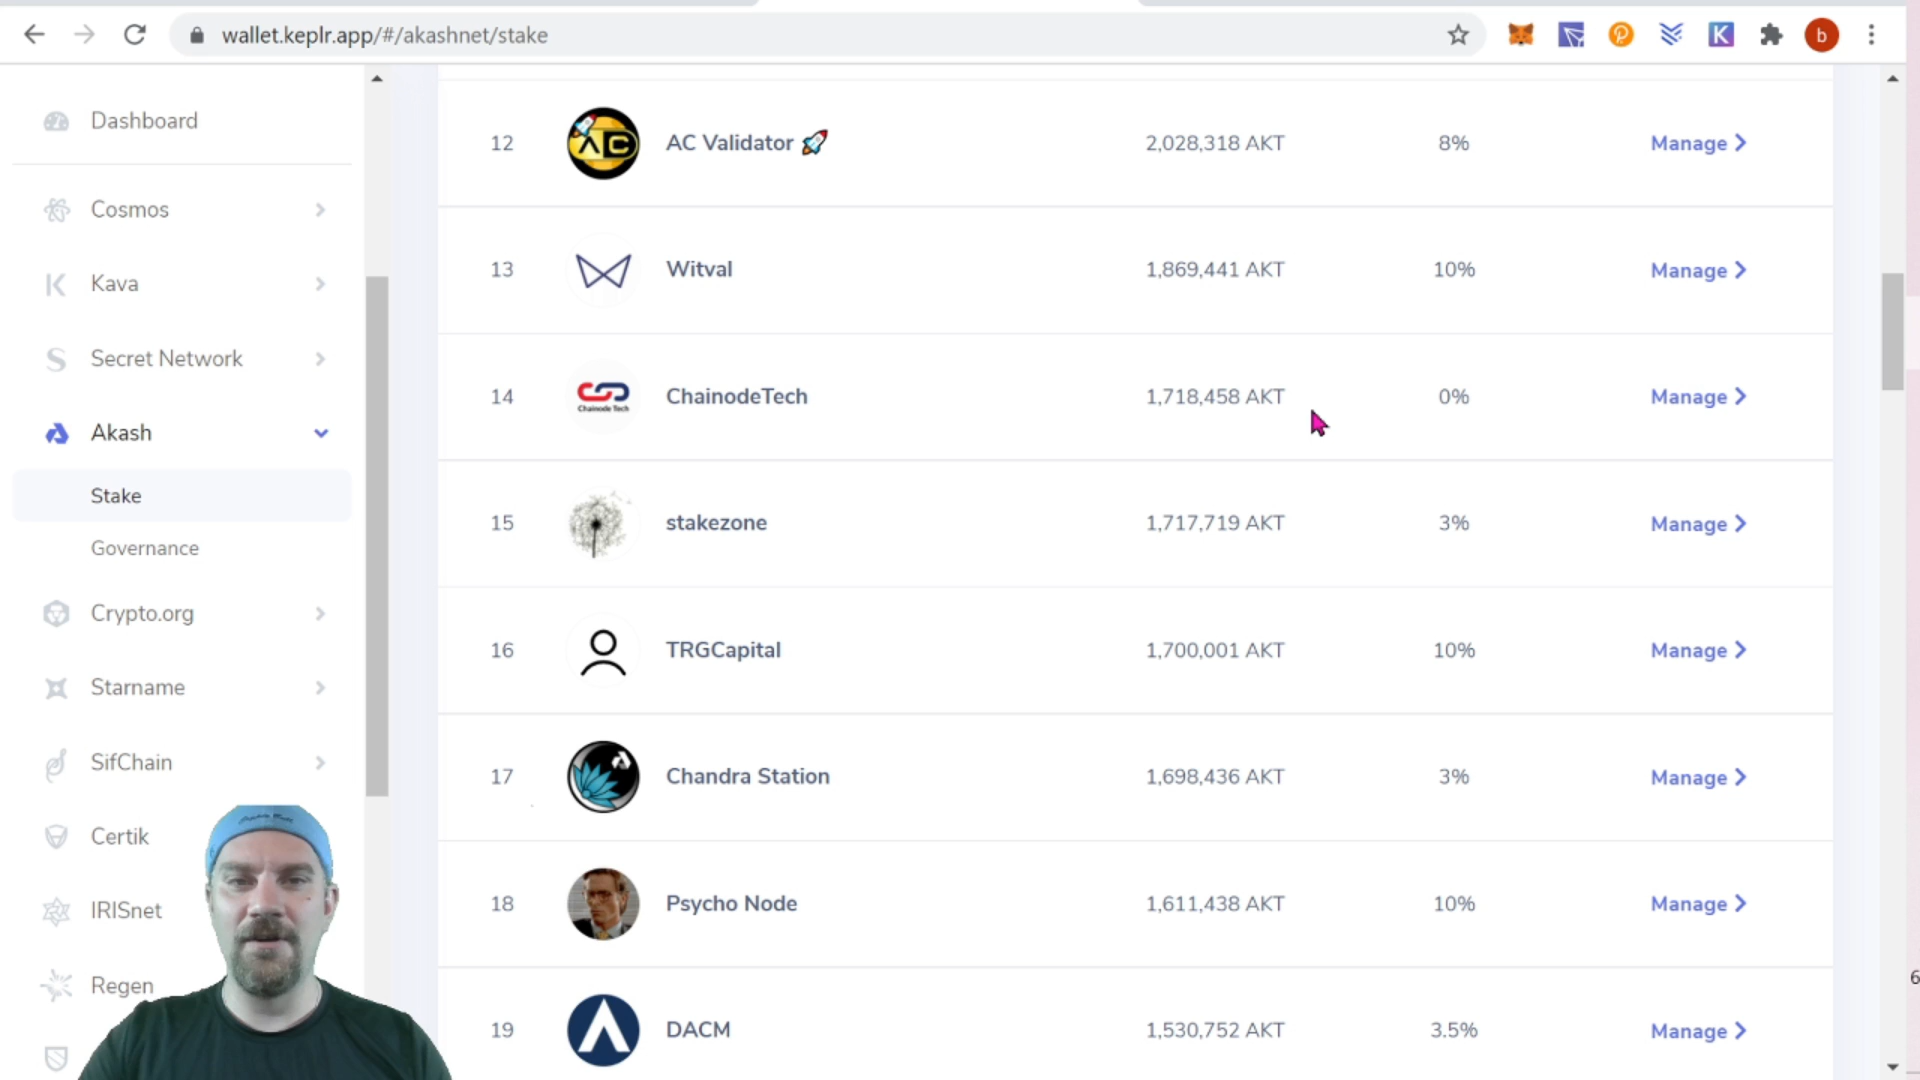 wallet.keplr.app/#/akashnet/stake
b
Dashboard
Cosmos
Kava
Secret Network
Akash
Stake
Governance
Crypto.org
Starname
SifChain
Certik
IRISnet
Regen
12 AC Validator 🚀 2,028,318 AKT 8% Manage
13 Witval 1,869,441 AKT 10% Manage
14 Chainode Tech ChainodeTech 1,718,458 AKT 0% Manage
15 stakezone 1,717,719 AKT 3% Manage
16 TRGCapital 1,700,001 AKT 10% Manage
17 Chandra Station 1,698,436 AKT 3% Manage
18 Psycho Node 1,611,438 AKT 10% Manage
19 DACM 1,530,752 AKT 3.5% Manage
6